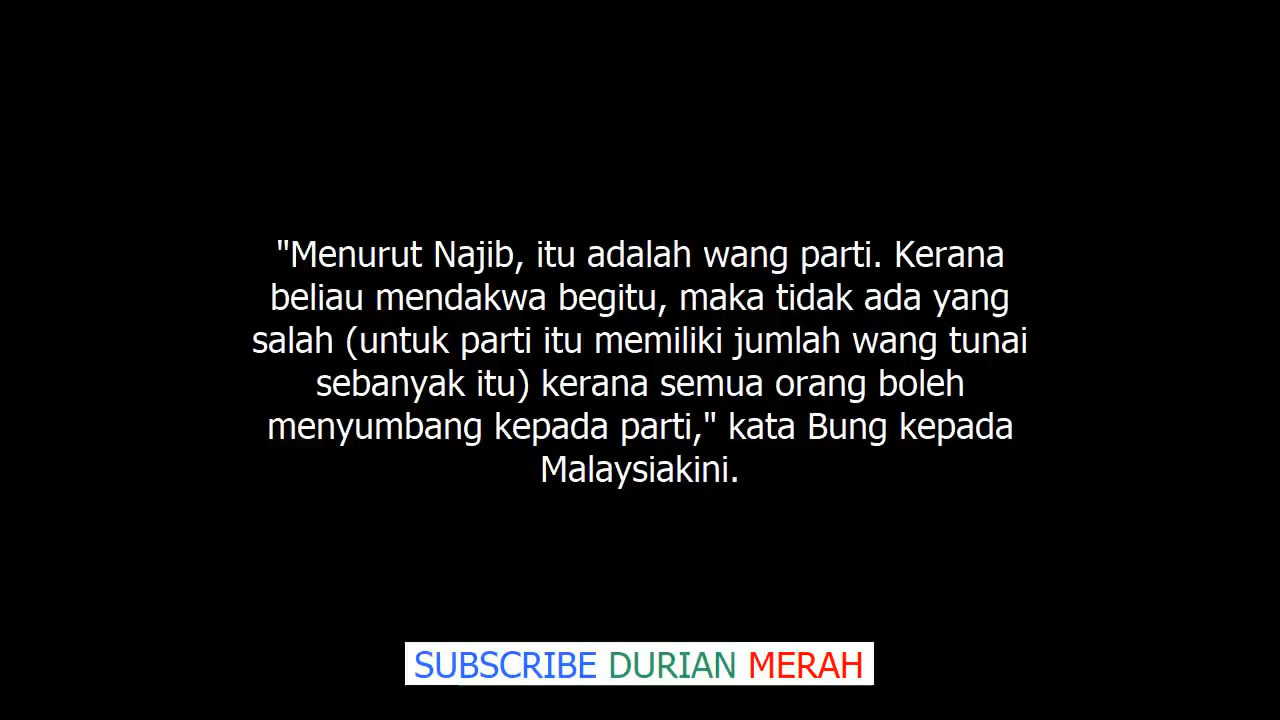 "Menurut Najib, itu adalah wang parti. Kerana
beliau mendakwa begitu, maka tidak ada yang
salah (untuk parti itu memiliki jumlah wang tunai
sebanyak itu) kerana semua orang boleh
menyumbang kepada parti," kata Bung kepada
Malaysiakini.
SUBSCRIBE DURIAN MERAH